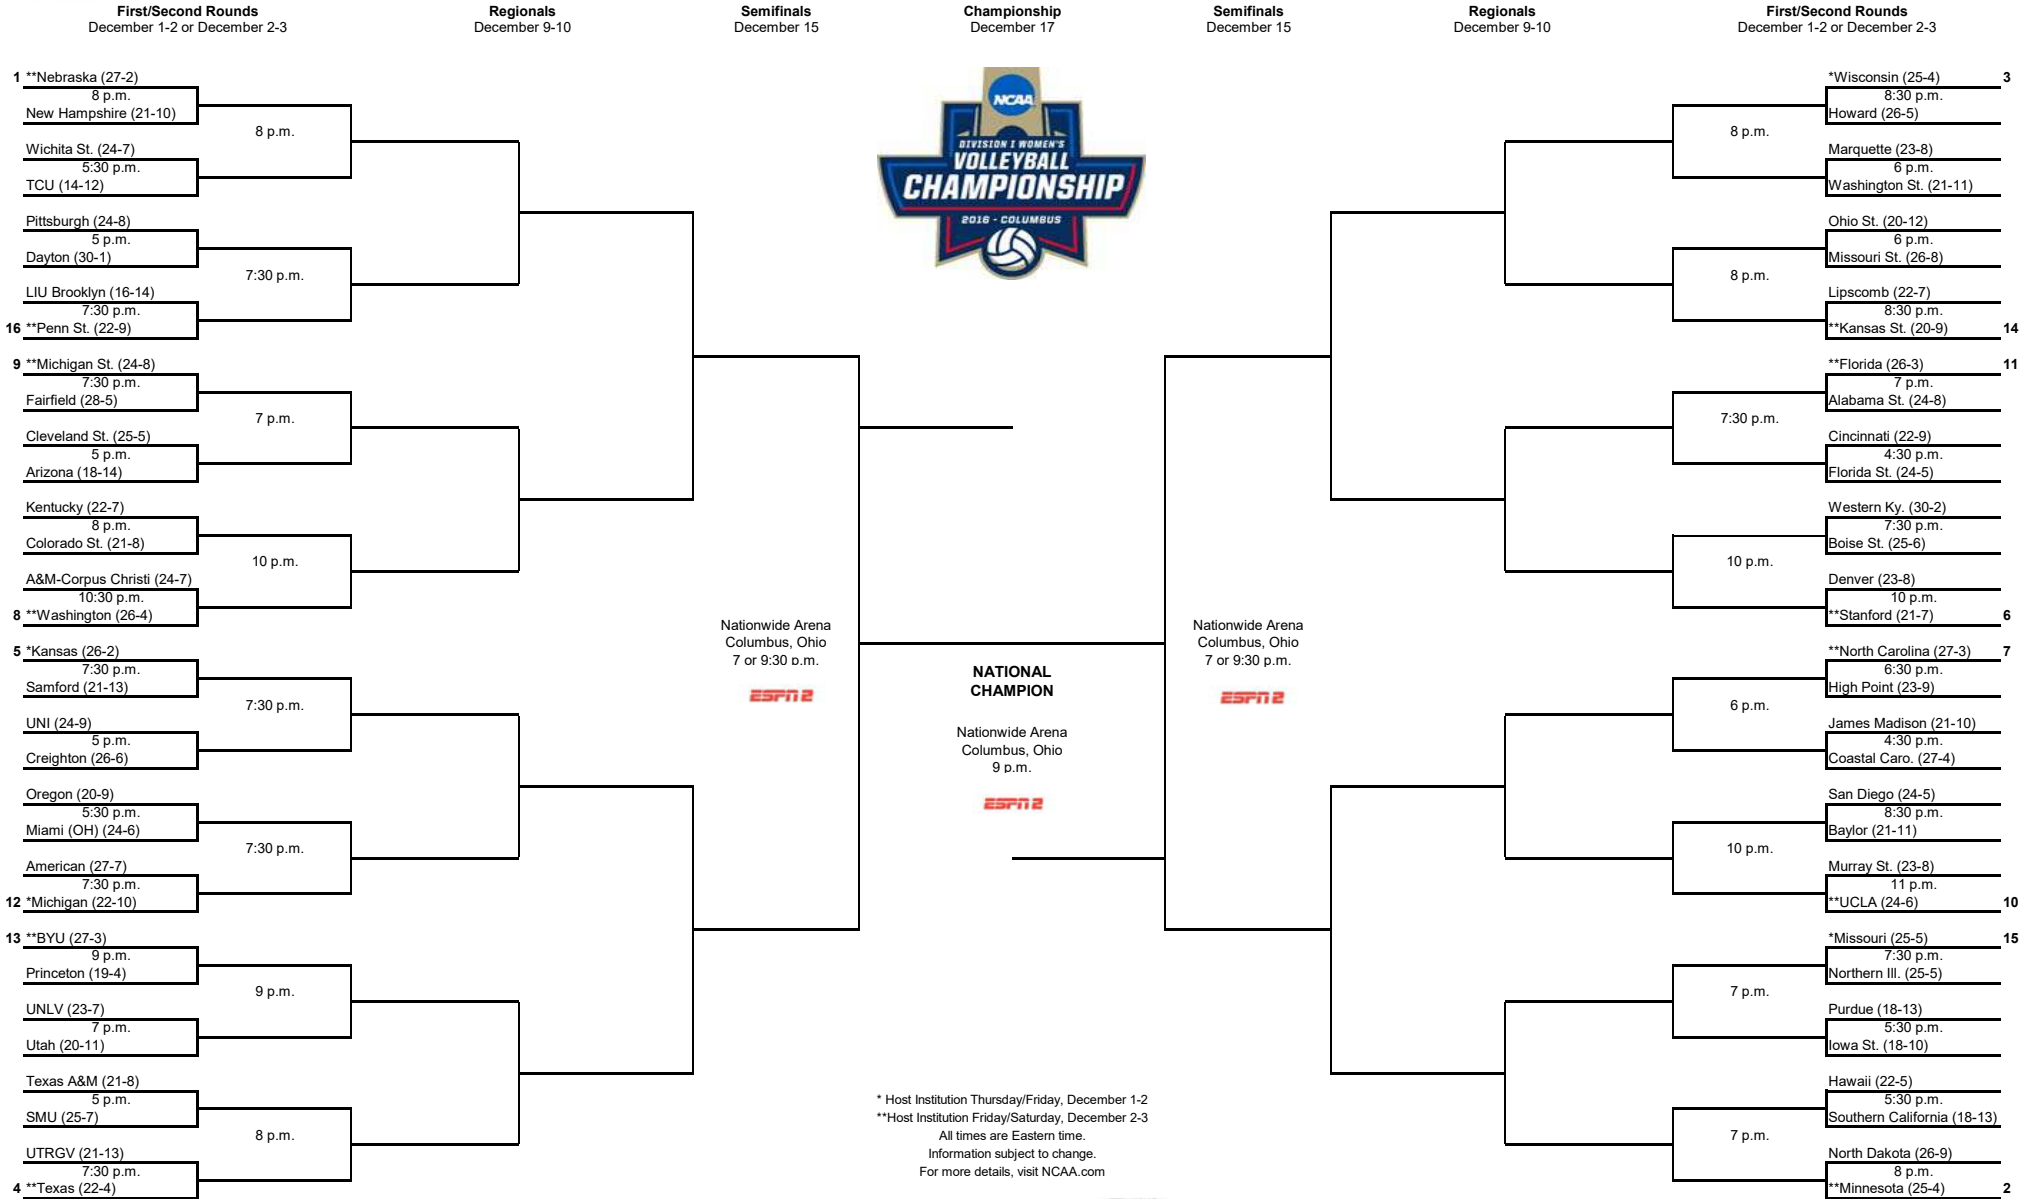 First/Second Rounds
December 1-2 or December 2-3
Regionals
December 9-10
Semifinals
December 15
Championship
December 17
Semifinals
December 15
Regionals
December 9-10
First/Second Rounds
December 1-2 or December 2-3
1 **Nebraska (27-2)
8 p.m.
New Hampshire (21-10)
8 p.m.
Wichita St. (24-7)
5:30 p.m.
TCU (14-12)
Pittsburgh (24-8)
5 p.m.
Dayton (30-1)
7:30 p.m.
LIU Brooklyn (16-14)
7:30 p.m.
16 **Penn St. (22-9)
9 **Michigan St. (24-8)
7:30 p.m.
Fairfield (28-5)
7 p.m.
Cleveland St. (25-5)
5 p.m.
Arizona (18-14)
Kentucky (22-7)
8 p.m.
Colorado St. (21-8)
10 p.m.
A&M-Corpus Christi (24-7)
10:30 p.m.
8 **Washington (26-4)
5 *Kansas (26-2)
7:30 p.m.
Samford (21-13)
7:30 p.m.
UNI (24-9)
5 p.m.
Creighton (26-6)
Oregon (20-9)
5:30 p.m.
Miami (OH) (24-6)
7:30 p.m.
American (27-7)
7:30 p.m.
12 *Michigan (22-10)
13 **BYU (27-3)
9 p.m.
Princeton (19-4)
9 p.m.
UNLV (23-7)
7 p.m.
Utah (20-11)
Texas A&M (21-8)
5 p.m.
SMU (25-7)
8 p.m.
UTRGV (21-13)
7:30 p.m.
4 **Texas (22-4)
NCAA
DIVISION I WOMEN'S
VOLLEYBALL
CHAMPIONSHIP
2016 - COLUMBUS
Nationwide Arena
Columbus, Ohio
7 or 9:30 p.m.
ESPN2
NATIONAL
CHAMPION
Nationwide Arena
Columbus, Ohio
9 p.m.
ESPN2
Nationwide Arena
Columbus, Ohio
7 or 9:30 p.m.
ESPN2
* Host Institution Thursday/Friday, December 1-2
**Host Institution Friday/Saturday, December 2-3
All times are Eastern time.
Information subject to change.
For more details, visit NCAA.com
*Wisconsin (25-4) 3
8:30 p.m.
Howard (26-5)
8 p.m.
Marquette (23-8)
6 p.m.
Washington St. (21-11)
Ohio St. (20-12)
6 p.m.
Missouri St. (26-8)
8 p.m.
Lipscomb (22-7)
8:30 p.m.
**Kansas St. (20-9) 14
**Florida (26-3) 11
7 p.m.
Alabama St. (24-8)
7:30 p.m.
Cincinnati (22-9)
4:30 p.m.
Florida St. (24-5)
Western Ky. (30-2)
7:30 p.m.
Boise St. (25-6)
10 p.m.
Denver (23-8)
10 p.m.
**Stanford (21-7) 6
**North Carolina (27-3) 7
6:30 p.m.
High Point (23-9)
6 p.m.
James Madison (21-10)
4:30 p.m.
Coastal Caro. (27-4)
San Diego (24-5)
8:30 p.m.
Baylor (21-11)
10 p.m.
Murray St. (23-8)
11 p.m.
**UCLA (24-6) 10
*Missouri (25-5) 15
7:30 p.m.
Northern Ill. (25-5)
7 p.m.
Purdue (18-13)
5:30 p.m.
Iowa St. (18-10)
Hawaii (22-5)
5:30 p.m.
Southern California (18-13)
7 p.m.
North Dakota (26-9)
8 p.m.
**Minnesota (25-4) 2